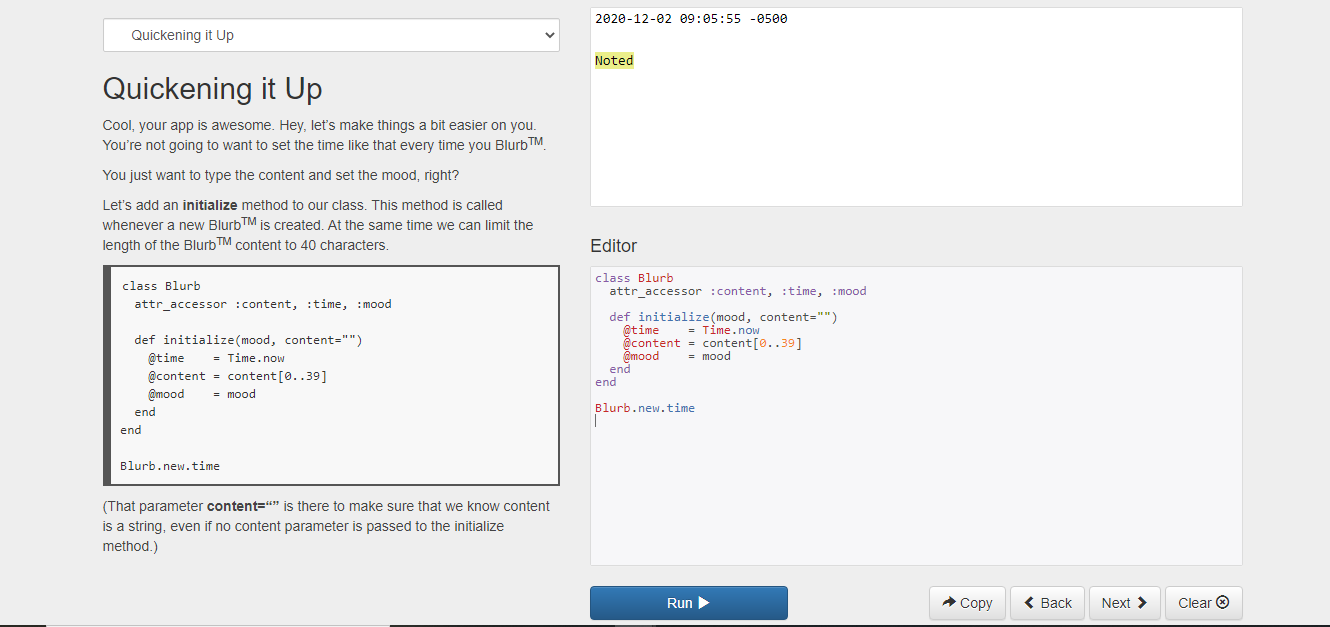 Quickening it Up
Quickening it Up
Cool, your app is awesome. Hey, let’s make things a bit easier on you.
You’re not going to want to set the time like that every time you Blurb™.
You just want to type the content and set the mood, right?
Let’s add an initialize method to our class. This method is called
whenever a new Blurb™ is created. At the same time we can limit the
length of the Blurb™ content to 40 characters.
class Blurb
  attr_accessor :content, :time, :mood
  def initialize(mood, content="")
    @time    = Time.now
    @content = content[0..39]
    @mood    = mood
  end
end
Blurb.new.time
(That parameter content=“” is there to make sure that we know content
is a string, even if no content parameter is passed to the initialize
method.)
2020-12-02 09:05:55 -0500
Noted
Editor
class Blurb
  attr_accessor :content, :time, :mood
  def initialize(mood, content="")
    @time    = Time.now
    @content = content[0..39]
    @mood    = mood
  end
end
Blurb.new.time
Run
Copy
Back
Next
Clear